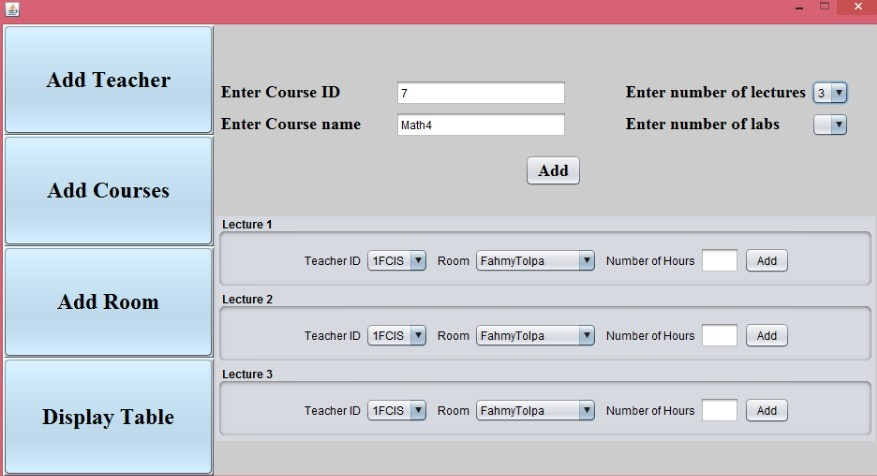 Add Teacher
Add Courses
Add Room
Display Table
Enter Course ID 7 Enter number of lectures 3
Enter Course name Math4 Enter number of labs
Add
Lecture 1
Teacher ID 1FCIS Room FahmyTolpa Number of Hours Add
Lecture 2
Teacher ID 1FCIS Room FahmyTolpa Number of Hours Add
Lecture 3
Teacher ID 1FCIS Room FahmyTolpa Number of Hours Add